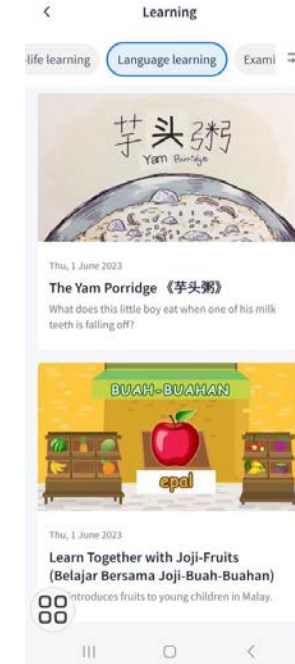 Learning
life learning
Language learning
Exami
芋头粥
Yam Porridge
Thu, 1 June 2023
The Yam Porridge 《芋头粥》
What does this little boy eat when one of his milk
teeth is falling off?
BUAH-BUAHAN
epal
Thu, 1 June 2023
Learn Together with Joji-Fruits
(Belajar Bersama Joji-Buah-Buahan)
introduces fruits to young children in Malay.